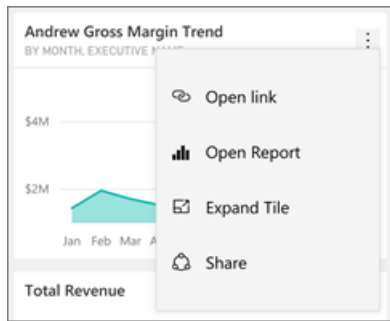 Andrew Gross Margin Trend
BY MONTH, EXECUTIVE NAME
Open link
$4M
Open Report
$2M
Expand Tile
Jan Feb Mar A
Share
Total Revenue